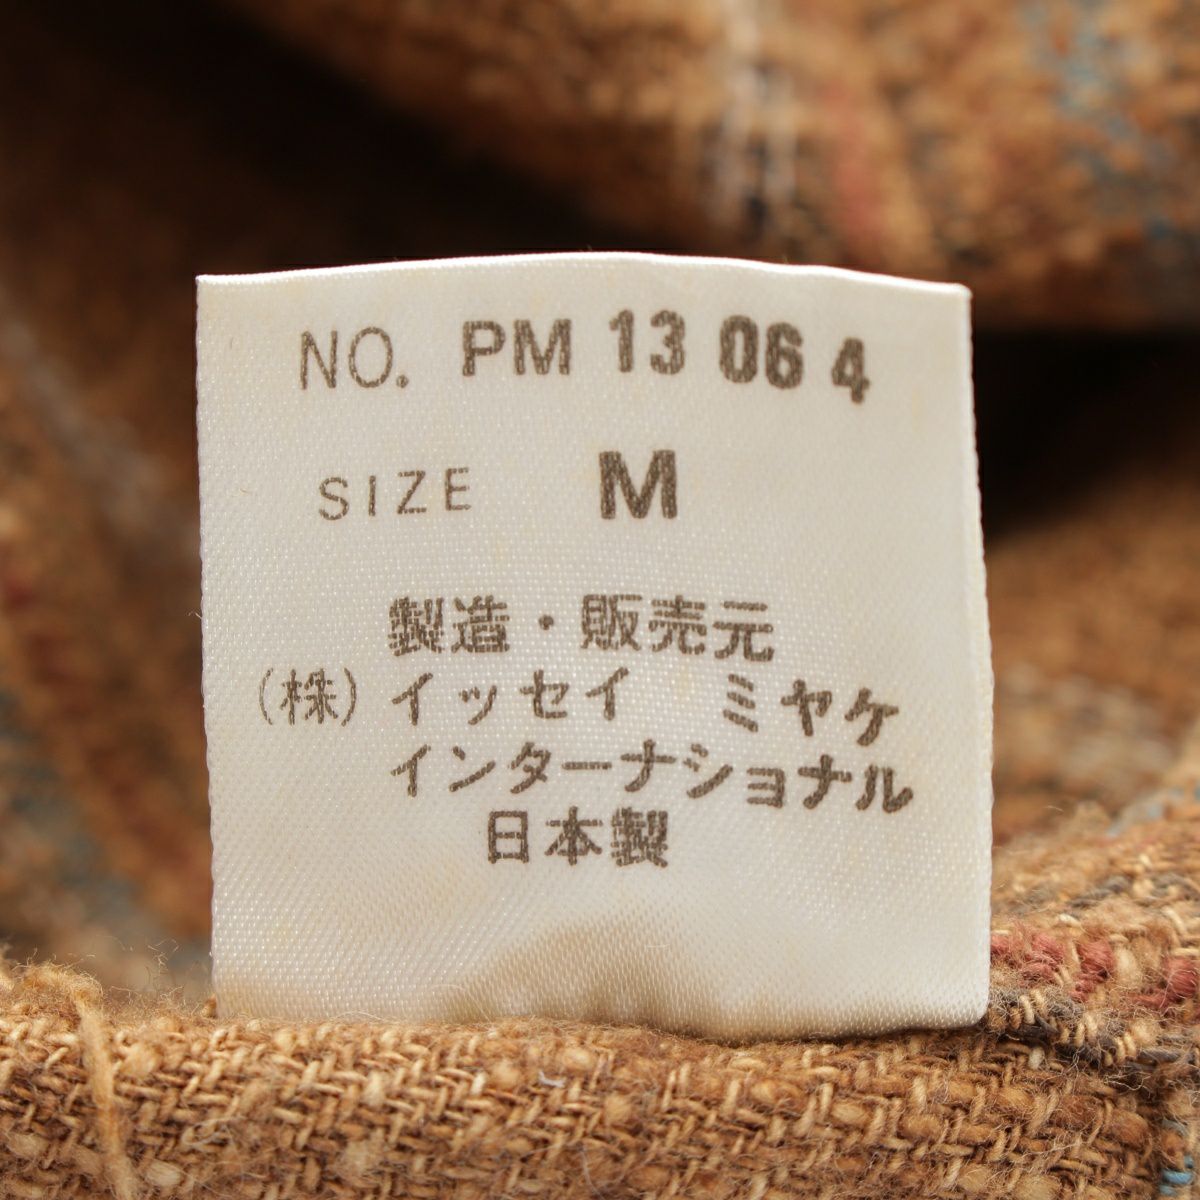 NO. PM 13 06 4
SIZE M
製造・販売元
(株) イッセイ ミヤケ
インターナショナル
日本製